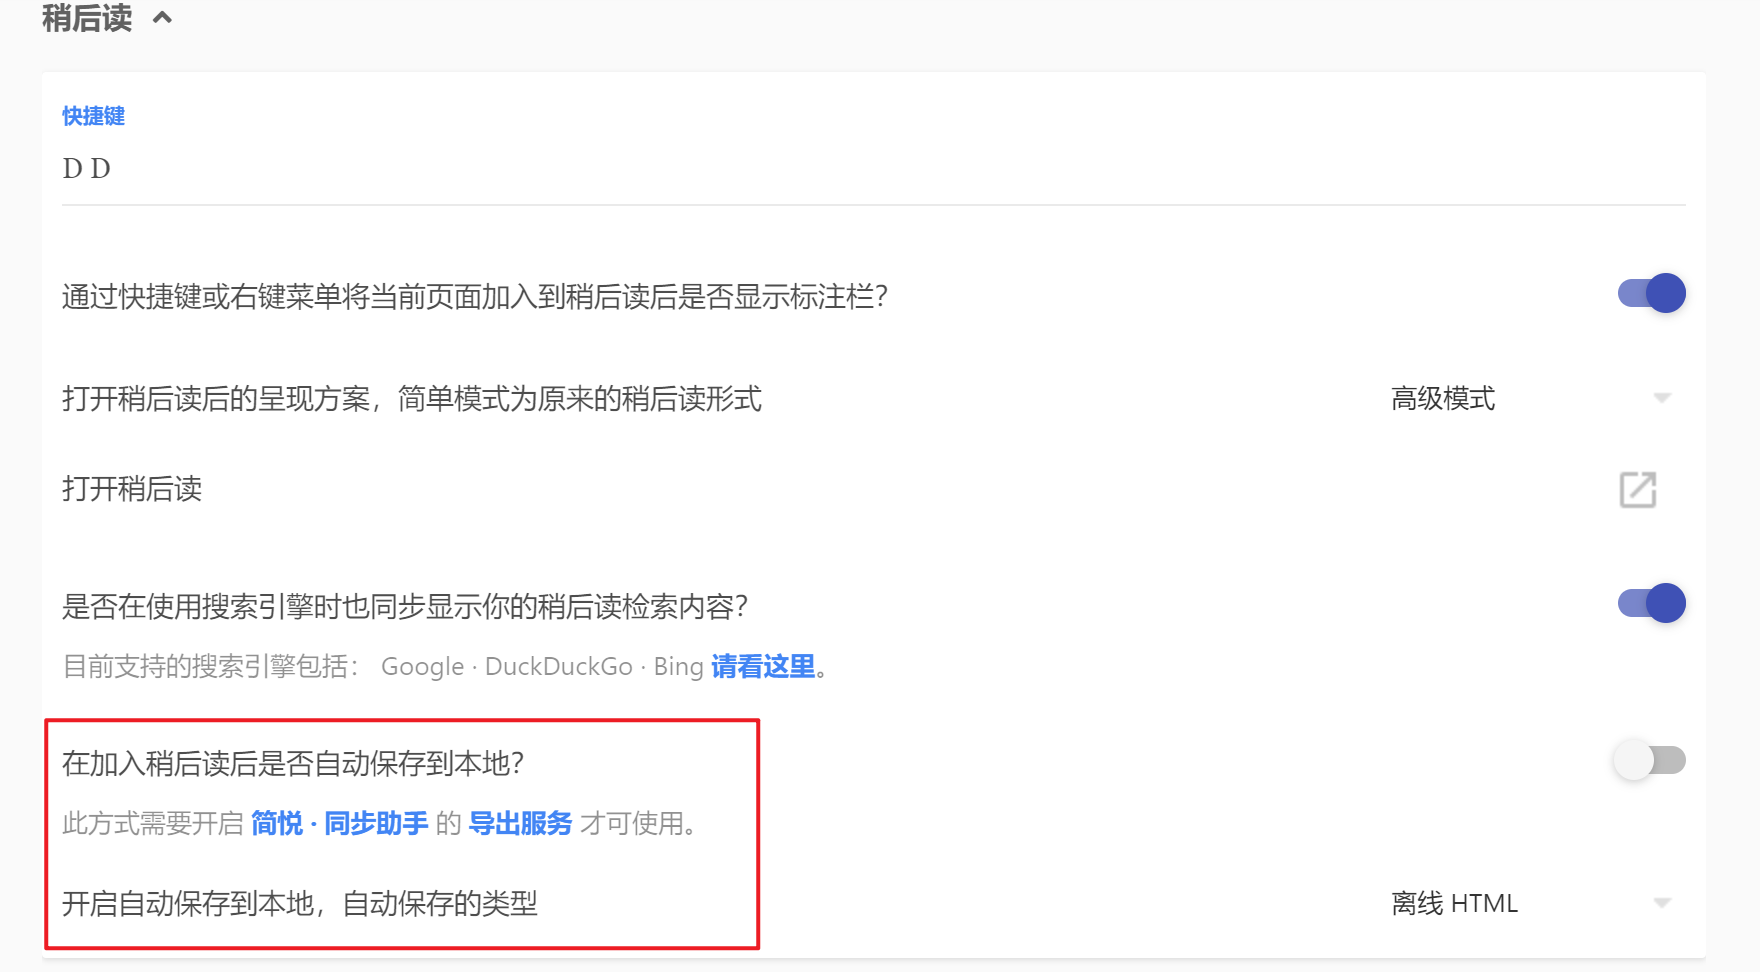 稍后读
快捷键
D D
通过快捷键或右键菜单将当前页面加入到稍后读后是否显示标注栏?
打开稍后读后的呈现方案，简单模式为原来的稍后读形式 高级模式
打开稍后读
是否在使用搜索引擎时也同步显示你的稍后读检索内容?
目前支持的搜索引擎包括： Google · DuckDuckGo · Bing 请看这里。
在加入稍后读后是否自动保存到本地?
此方式需要开启 简悦 · 同步助手 的 导出服务 才可使用。
开启自动保存到本地，自动保存的类型 离线 HTML